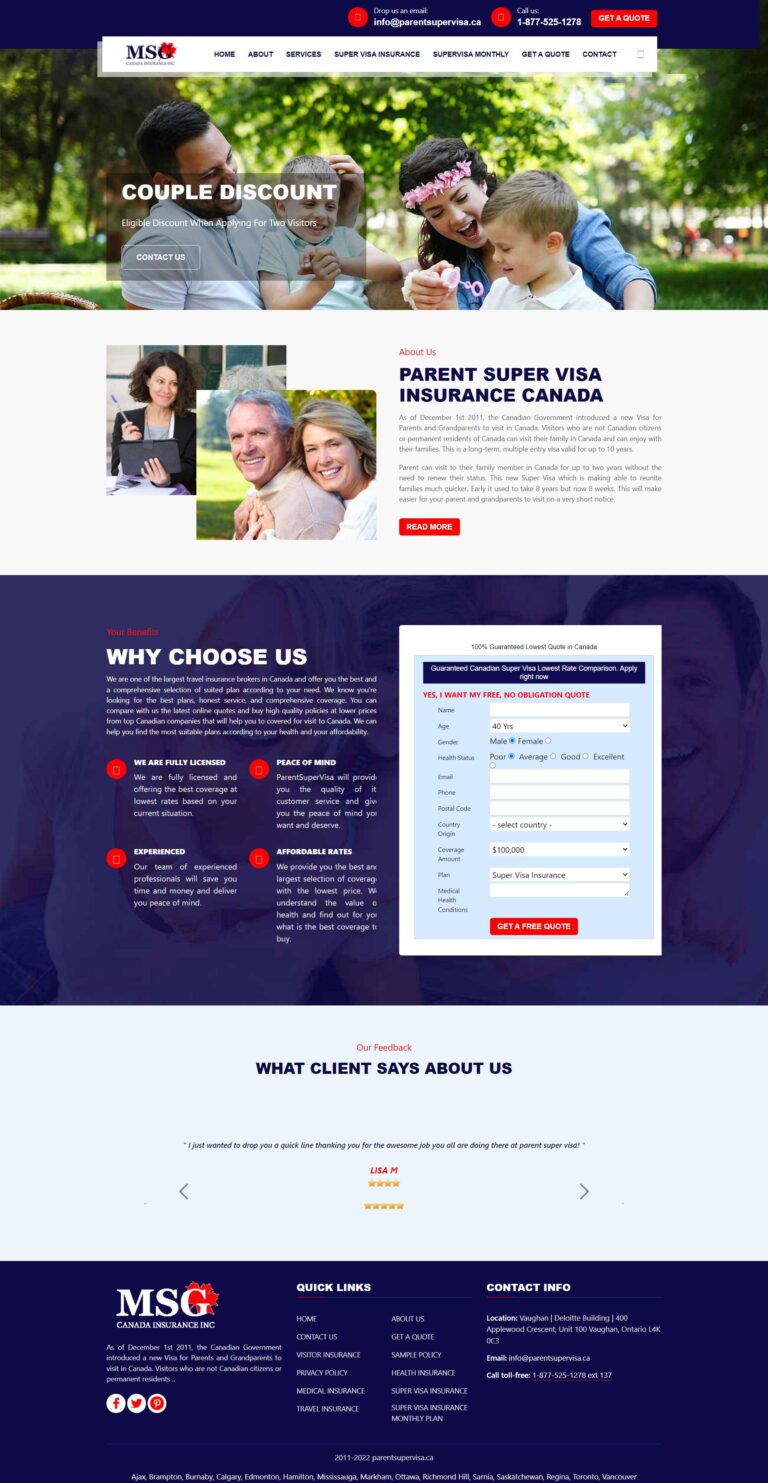 Drop us an email:
info@parentsupervisa.ca
Call us:
1-877-525-1278
GET A QUOTE
MSG
CANADA INSURANCE INC
HOME ABOUT SERVICES SUPER VISA INSURANCE SUPERVISA MONTHLY GET A QUOTE CONTACT
COUPLE DISCOUNT
Eligible Discount When Applying For Two Visitors
CONTACT US
About Us
PARENT SUPER VISA
INSURANCE CANADA
As of December 1st 2011, the Canadian Government introduced a new Visa for
Parents and Grandparents to visit in Canada. Visitors who are not Canadian citizens
or permanent residents of Canada can visit their family in Canada and can enjoy with
their families. This is a long-term, multiple entry visa valid for up to 10 years.
Parent can visit to their family member in Canada for up to two years without the
need to renew their status. This new Super Visa which is making able to reunite
families much quicker. Early it used to take 8 years but now 8 weeks. This will make
easier for your parent and grandparents to visit on a very short notice.
READ MORE
Your Benefits
WHY CHOOSE US
We are one of the largest travel insurance brokers in Canada and offer you the best and
a comprehensive selection of suited plan according to your need. We know you're
looking for the best plans, honest service, and comprehensive coverage. You can
compare with us the latest online quotes and buy high quality policies at lower prices
from top Canadian companies that will help you to covered for visit to Canada. We can
help you find the most suitable plans according to your health and your affordability.
WE ARE FULLY LICENSED
We are fully licensed and
offering the best coverage at
lowest rates based on your
current situation.
PEACE OF MIND
ParentSuperVisa will provide
you the quality of it
customer service and give
you the peace of mind you
want and deserve.
EXPERIENCED
Our team of experienced
professionals will save you
time and money and deliver
you peace of mind.
AFFORDABLE RATES
We provide you the best and
largest selection of coverage
with the lowest price. We
understand the value o
health and find out for you
what is the best coverage to
buy.
100% Guaranteed Lowest Quote in Canada
Guaranteed Canadian Super Visa Lowest Rate Comparison. Apply
right now
YES, I WANT MY FREE, NO OBLIGATION QUOTE
Name
Age 40 Yrs
Gender Male Female
Health Status Poor Average Good Excellent
Email
Phone
Postal Code
Country
Origin
- select country -
Coverage
Amount
$100,000
Plan Super Visa Insurance
Medical
Health
Conditions
GET A FREE QUOTE
Our Feedback
WHAT CLIENT SAYS ABOUT US
" I just wanted to drop you a quick line thanking you for the awesome job you all are doing there at parent super visa! "
LISA M
MSG
CANADA INSURANCE INC
As of December 1st 2011, the Canadian Government
introduced a new Visa for Parents and Grandparents to
visit in Canada. Visitors who are not Canadian citizens or
permanent residents ..
QUICK LINKS
HOME
CONTACT US
VISITOR INSURANCE
PRIVACY POLICY
MEDICAL INSURANCE
TRAVEL INSURANCE
ABOUT US
GET A QUOTE
SAMPLE POLICY
HEALTH INSURANCE
SUPER VISA INSURANCE
SUPER VISA INSURANCE
MONTHLY PLAN
CONTACT INFO
Location: Vaughan | Deloitte Building | 400
Applewood Crescent, Unit 100 Vaughan, Ontario L4K
0C3
Email: info@parentsupervisa.ca
Call toll-free: 1-877-525-1278 ext 137
2011-2022 parentsupervisa.ca
Ajax, Brampton, Burnaby, Calgary, Edmonton, Hamilton, Mississauga, Markham, Ottawa, Richmond Hill, Sarnia, Saskatchewan, Regina, Toronto, Vancouver